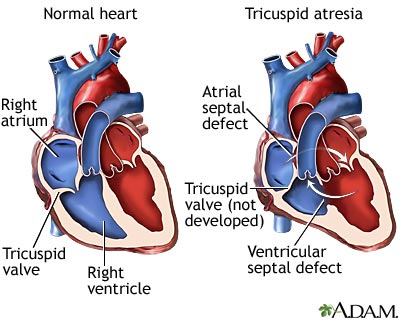 Normal heart
Tricuspid atresia
Right
atrium
Tricuspid
valve
Right
ventricle
Atrial
septal
defect
Tricuspid
valve (not
developed)
Ventricular
septal defect
ADAM.